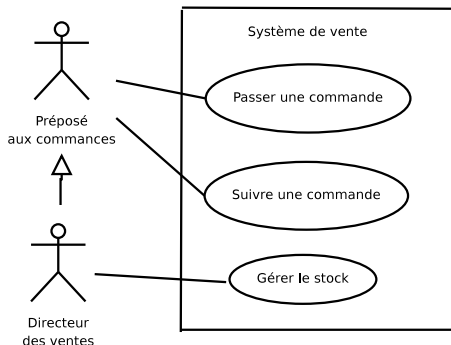 Système de vente
Passer une commande
Préposé
aux commances
Suivre une commande
Gérer le stock
Directeur
des ventes